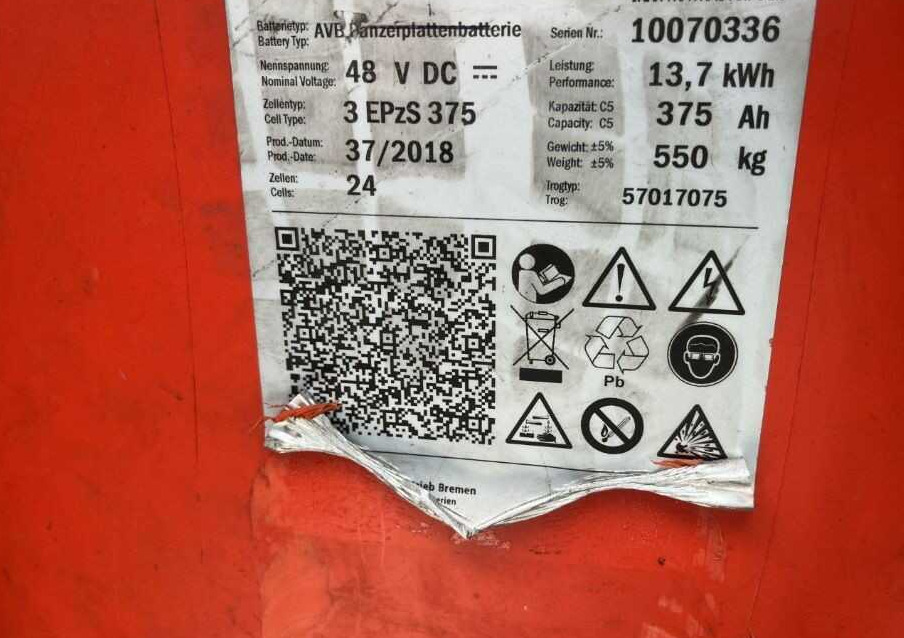 Batterietyp: AVB Panzerplattenbatterie
Battery Typ:
Serien Nr.: 10070336
Nennspannung: 48 V DC
Nominal Voltage:
Leistung: 13,7 kWh
Performance:
Zellentyp: 3 EPzS 375
Cell Type:
Kapazität: C5 375 Ah
Capacity: C5
Prod.-Datum: 37/2018
Prod.-Date:
Gewicht: ±5% 550 kg
Weight: ±5%
Zellen: 24
Cells:
Trogtyp: 57017075
Trog:
Pb
Bremen